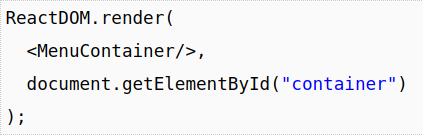 ReactDOM.render(
  <MenuContainer/>,
  document.getElementById("container")
);